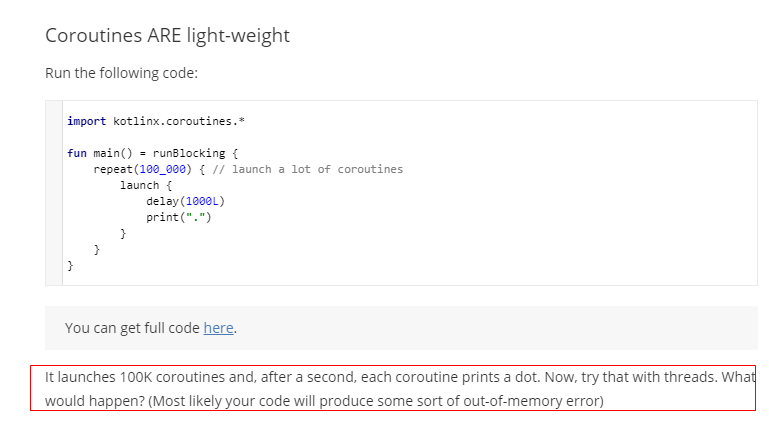 Coroutines ARE light-weight
Run the following code:
import kotlinx.coroutines.*
fun main() = runBlocking {
    repeat(100_000) { // launch a lot of coroutines
        launch {
            delay(1000L)
            print(".")
        }
    }
}
You can get full code here.
It launches 100K coroutines and, after a second, each coroutine prints a dot. Now, try that with threads. What
would happen? (Most likely your code will produce some sort of out-of-memory error)